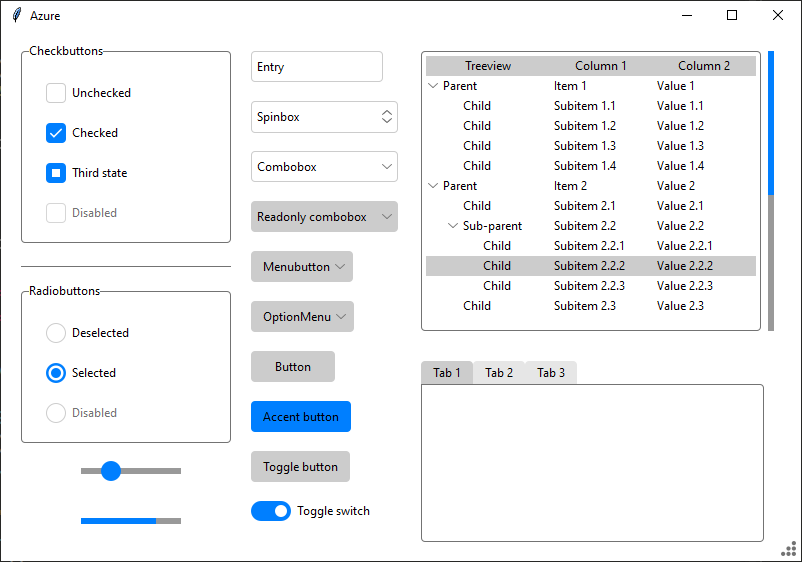 Azure
Checkbuttons
Unchecked
Checked
Third state
Disabled
Radiobuttons
Deselected
Selected
Disabled
Entry
Spinbox
Combobox
Readonly combobox
Menubutton
OptionMenu
Button
Accent button
Toggle button
Toggle switch
Treeview Column 1 Column 2
Parent Item 1 Value 1
Child Subitem 1.1 Value 1.1
Child Subitem 1.2 Value 1.2
Child Subitem 1.3 Value 1.3
Child Subitem 1.4 Value 1.4
Parent Item 2 Value 2
Child Subitem 2.1 Value 2.1
Sub-parent Subitem 2.2 Value 2.2
Child Subitem 2.2.1 Value 2.2.1
Child Subitem 2.2.2 Value 2.2.2
Child Subitem 2.2.3 Value 2.2.3
Child Subitem 2.3 Value 2.3
Tab 1 Tab 2 Tab 3